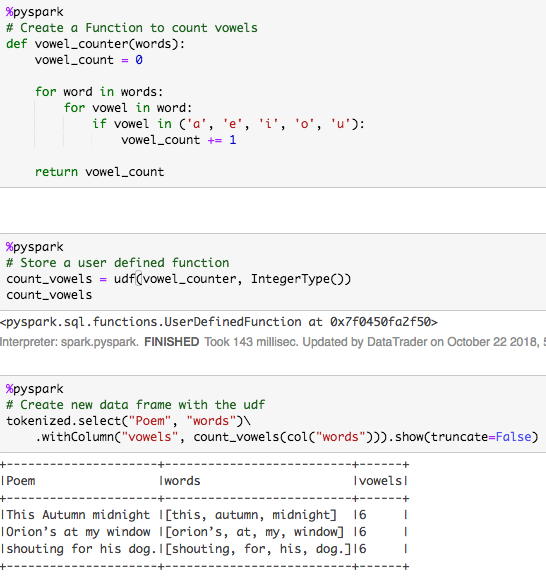 %pyspark
# Create a Function to count vowels
def vowel_counter(words):
    vowel_count = 0
    for word in words:
        for vowel in word:
            if vowel in ('a', 'e', 'i', 'o', 'u'):
                vowel_count += 1
    return vowel_count
%pyspark
# Store a user defined function
count_vowels = udf(vowel_counter, IntegerType())
count_vowels
<pyspark.sql.functions.UserDefinedFunction at 0x7f0450fa2f50>
Interpreter: spark.pyspark. FINISHED Took 143 millisec. Updated by DataTrader on October 22 2018,
%pyspark
# Create new data frame with the udf
tokenized.select("Poem", "words")\
    .withColumn("vowels", count_vowels(col("words"))).show(truncate=False)
+--------------------+-------------------------+------+
|Poem                |words                    |vowels|
+--------------------+-------------------------+------+
|This Autumn midnight |[this, autumn, midnight] |6     |
|Orion’s at my window |[orion’s, at, my, window] |6     |
|shouting for his dog.|[shouting, for, his, dog.]|6     |
+--------------------+-------------------------+------+